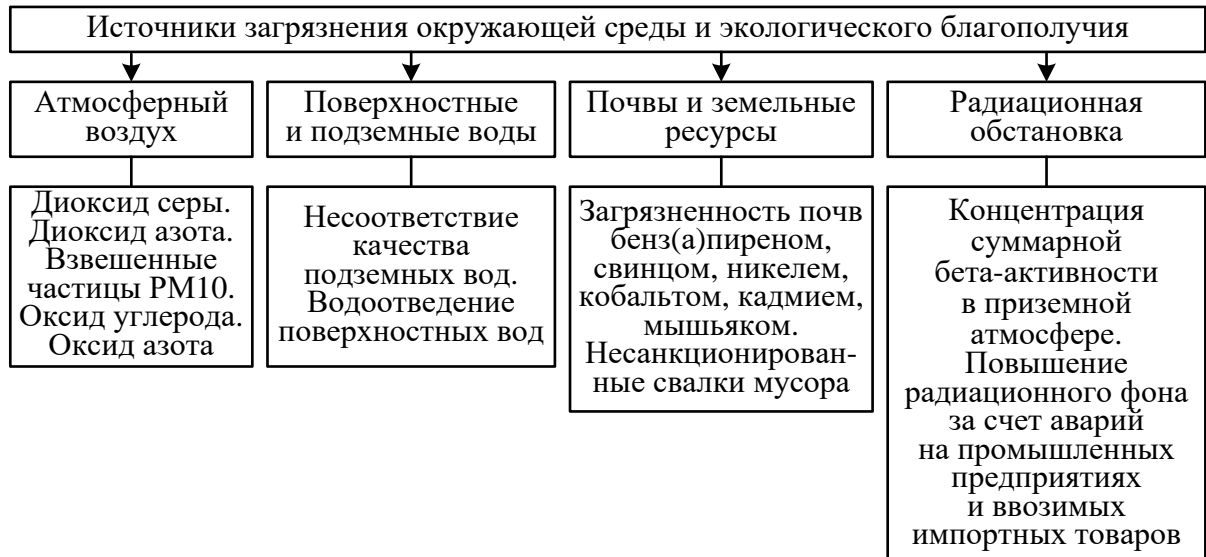 Источники загрязнения окружающей среды и экологического благополучия
Атмосферный
воздух
Поверхностные
и подземные воды
Почвы и земельные
ресурсы
Радиационная
обстановка
Диоксид серы.
Диоксид азота.
Взвешенные
частицы РМ10.
Оксид углерода.
Оксид азота
Несоответствие
качества
подземных вод.
Водоотведение
поверхностных вод
Загрязненность почв
бенз(а)пиреном,
свинцом, никелем,
кобальтом, кадмием,
мышьяком.
Несанкционирован-
ные свалки мусора
Концентрация
суммарной
бета-активности
в приземной
атмосфере.
Повышение
радиационного фона
за счет аварий
на промышленных
предприятиях
и ввозимых
импортных товаров